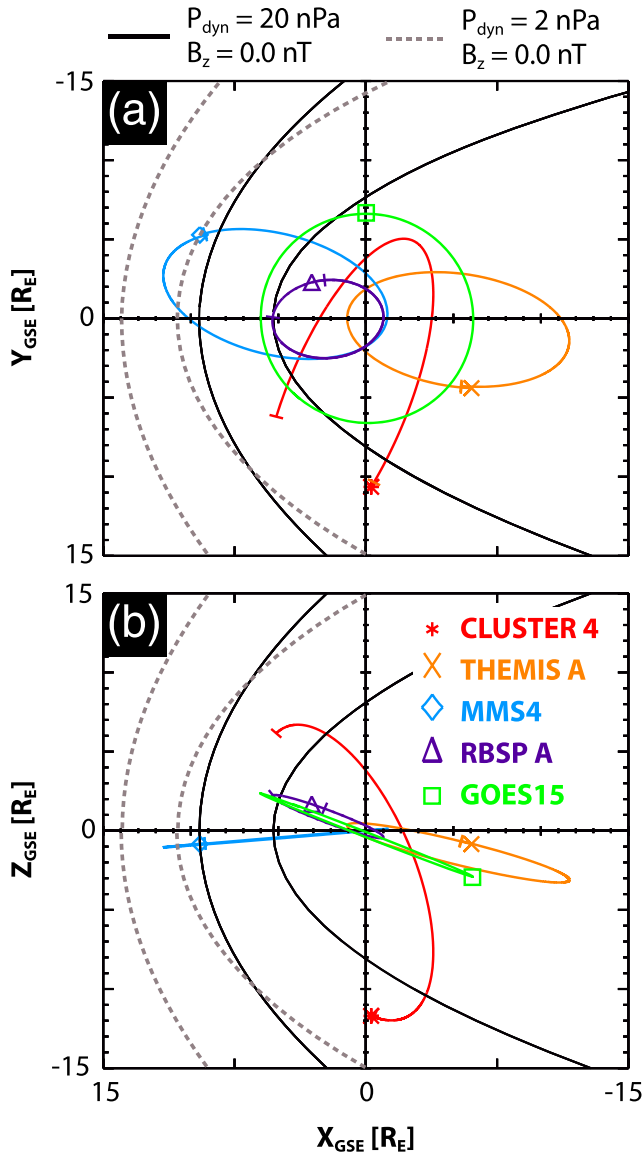 P_dyn = 20 nPa
B_z = 0.0 nT
P_dyn = 2 nPa
B_z = 0.0 nT
-15
(a)
0
Y_GSE [R_E]
15
15
(b)
CLUSTER 4
THEMIS A
MMS4
RBSP A
GOES15
0
Z_GSE [R_E]
-15
15 0 -15
X_GSE [R_E]